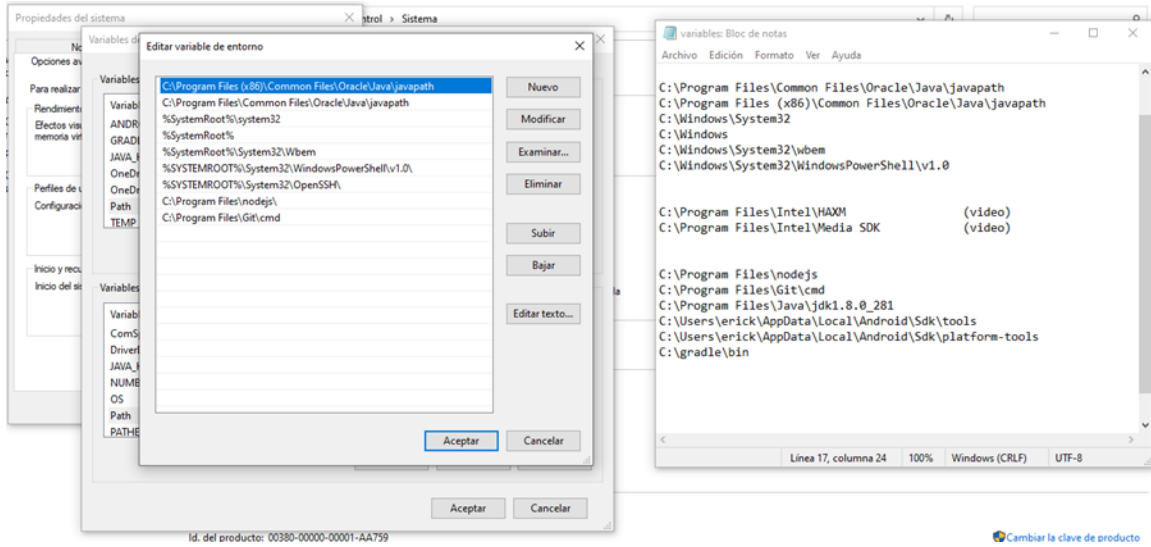 Propiedades del sistema
ntrol > Sistema
Opciones av
Para realizar
Rendimiento
Efectos visu
memoria virt
Perfiles de u
Configuraci
Inicio y recu
Inicio del sis
Variables de
Variables
Variabl
ANDR
GRADI
JAVA_H
OneDr
OneDr
Path
TEMP
Variables
Variabl
ComSp
DriverD
JAVA_H
NUMBE
OS
Path
PATHE
Aceptar
Cancelar
Editar variable de entorno
C:\Program Files (x86)\Common Files\Oracle\Java\javapath
C:\Program Files\Common Files\Oracle\Java\javapath
%SystemRoot%\system32
%SystemRoot%
%SystemRoot%\System32\Wbem
%SYSTEMROOT%\System32\WindowsPowerShell\v1.0\
%SYSTEMROOT%\System32\OpenSSH\
C:\Program Files\nodejs\
C:\Program Files\Git\cmd
Nuevo
Modificar
Examinar...
Eliminar
Subir
Bajar
Editar texto...
Aceptar
Cancelar
variables: Bloc de notas
Archivo Edición Formato Ver Ayuda
C:\Program Files\Common Files\Oracle\Java\javapath
C:\Program Files (x86)\Common Files\Oracle\Java\javapath
C:\Windows\System32
C:\Windows
C:\Windows\System32\wbem
C:\Windows\System32\WindowsPowerShell\v1.0
C:\Program Files\Intel\HAXM (video)
C:\Program Files\Intel\Media SDK (video)
C:\Program Files\nodejs
C:\Program Files\Git\cmd
C:\Program Files\Java\jdk1.8.0_281
C:\Users\erick\AppData\Local\Android\Sdk\tools
C:\Users\erick\AppData\Local\Android\Sdk\platform-tools
C:\gradle\bin
Línea 17, columna 24 100% Windows (CRLF) UTF-8
Id. del producto: 00380-00000-00001-AA759
Cambiar la clave de producto